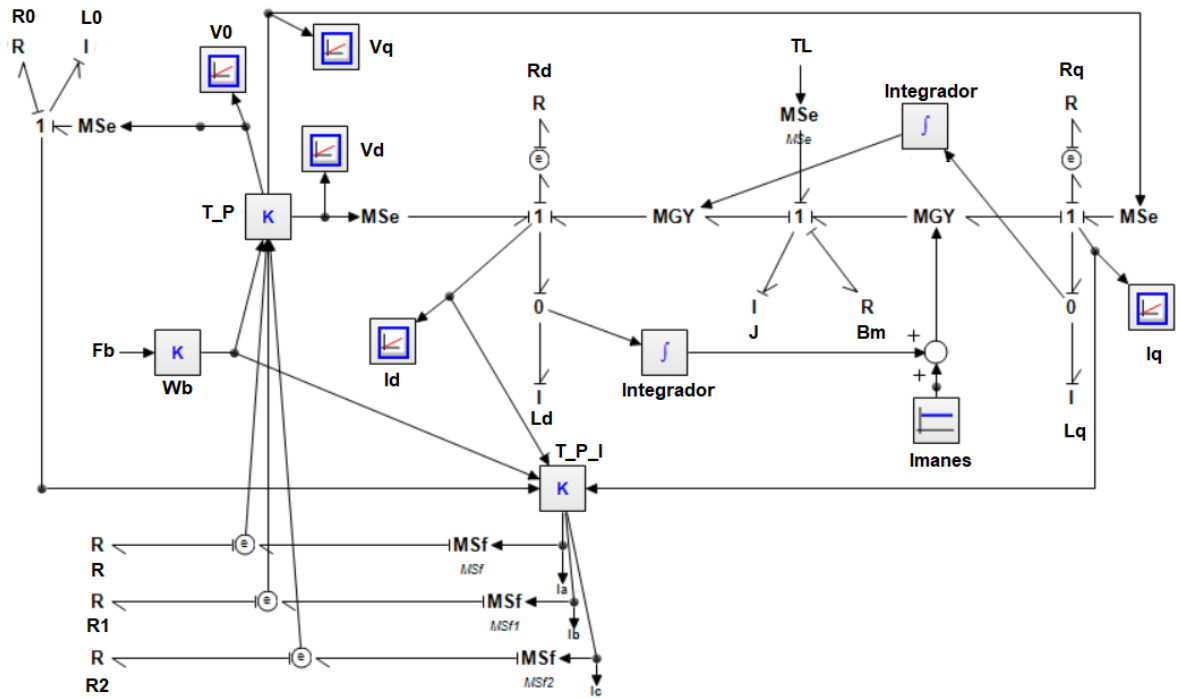 R0
L0
R
I
V0
Vq
Rd
TL
Rq
R
MSe
MSe
Integrador
∫
R
e
e
1
MSe
Vd
T_P
K
MSe
1
MGY
1
MGY
1
MSe
0
I
J
R
Bm
0
Iq
Fb
K
Wb
Id
∫
Integrador
+
+
I
Ld
Imanes
I
Lq
T_P_I
K
R
R
e
MSf
MSf
Ia
R
R1
e
MSf
MSf1
Ib
R
R2
e
MSf
MSf2
Ic